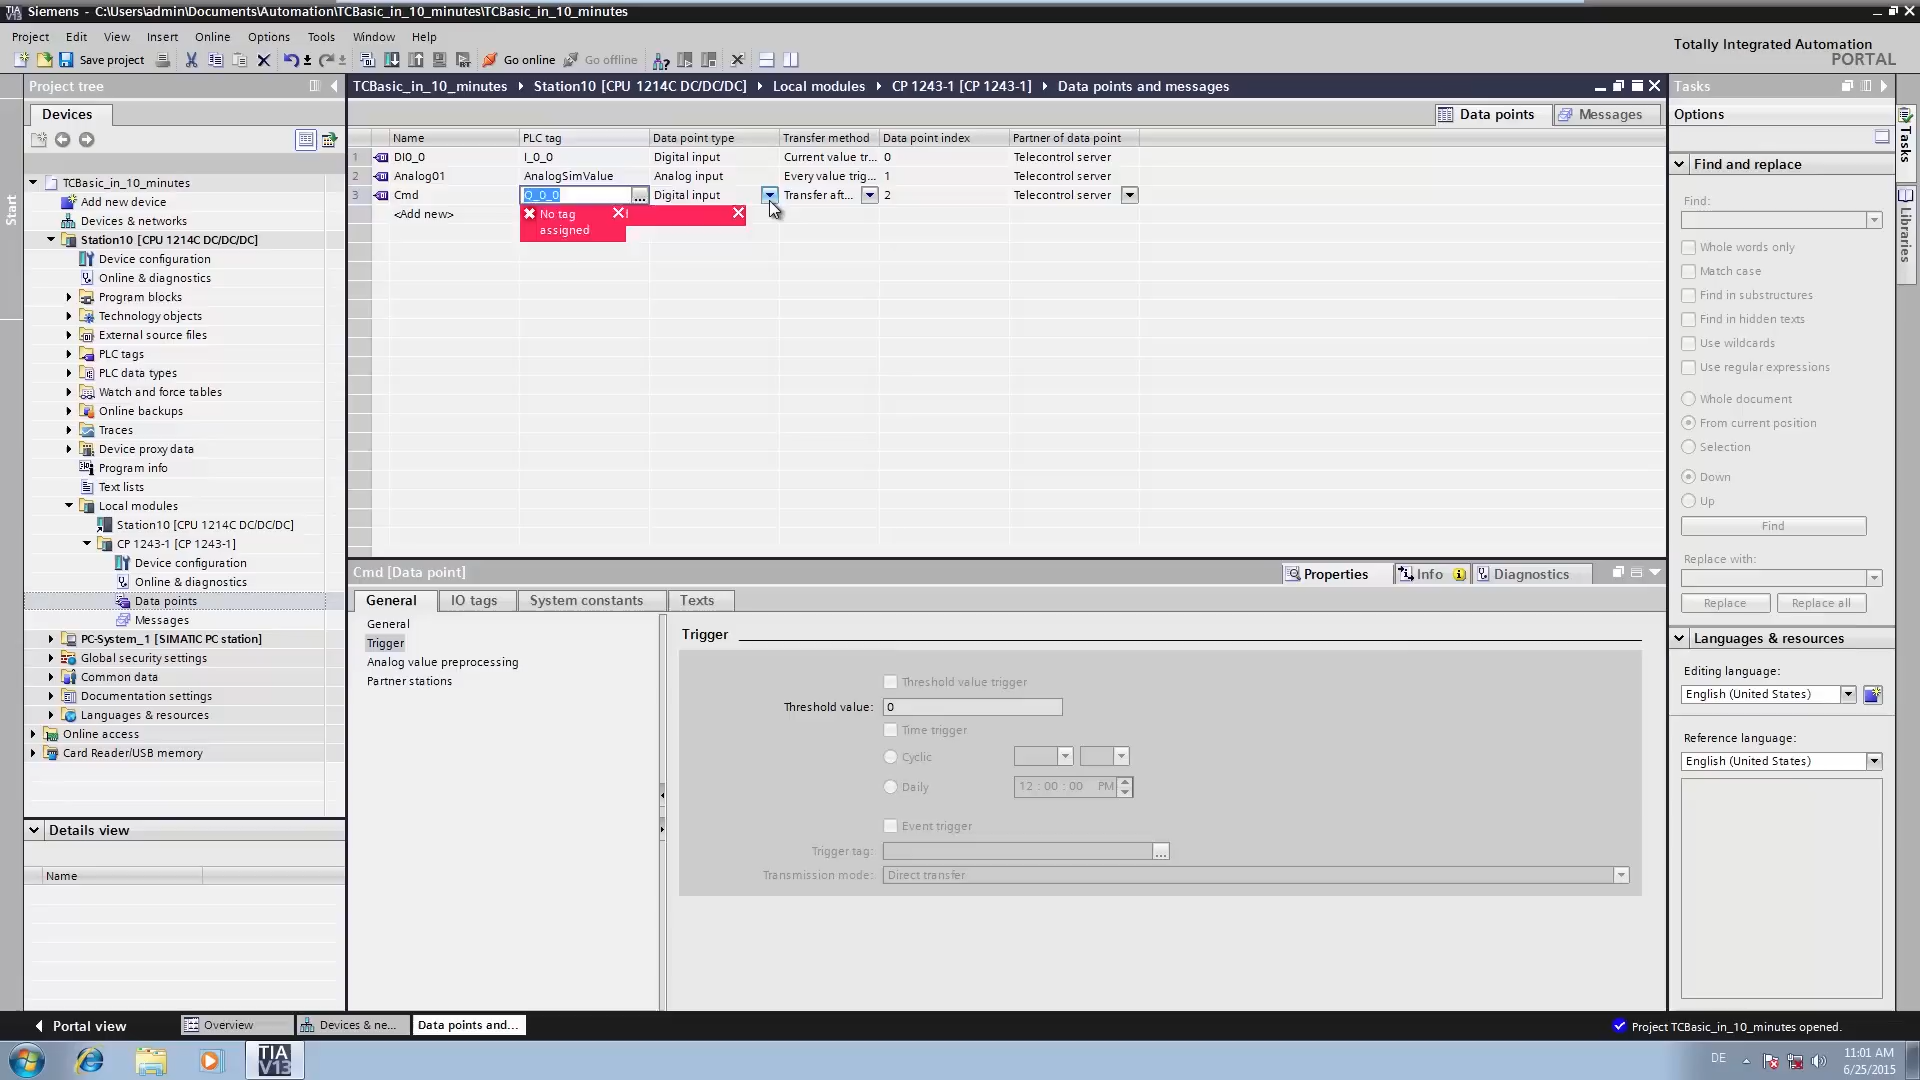 Siemens - C:\Users\admin\Documents\Automation\TCBasic_in_10_minutes\TCBasic_in_10_minutes
Project Edit View Insert Online Options Tools Window Help
Totally Integrated Automation
PORTAL
Save project
Go online
Go offline
Project tree
TCBasic_in_10_minutes Station10 [CPU 1214C DC/DC/DC] Local modules CP 1243-1 [CP 1243-1] Data points and messages
Tasks
Devices
Data points
Messages
Options
Start
TCBasic_in_10_minutes
Add new device
Devices & networks
Station10 [CPU 1214C DC/DC/DC]
Device configuration
Online & diagnostics
Program blocks
Technology objects
External source files
PLC tags
PLC data types
Watch and force tables
Online backups
Traces
Device proxy data
Program info
Text lists
Local modules
Station10 [CPU 1214C DC/DC/DC]
CP 1243-1 [CP 1243-1]
Device configuration
Online & diagnostics
Data points
Messages
PC-System_1 [SIMATIC PC station]
Global security settings
Common data
Documentation settings
Languages & resources
Online access
Card Reader/USB memory
Details view
Name
Name PLC tag Data point type Transfer method Data point index Partner of data point
1 DI0_0 I_0_0 Digital input Current value tr... 0 Telecontrol server
2 Analog01 AnalogSimValue Analog input Every value trig... 1 Telecontrol server
3 Cmd Q_0_0 ... Digital input Transfer aft... 2 Telecontrol server
<Add new>
No tag
assigned
Cmd [Data point]
Properties
Info
Diagnostics
General
IO tags
System constants
Texts
General
Trigger
Analog value preprocessing
Partner stations
Trigger
Threshold value trigger
Threshold value: 0
Time trigger
Cyclic
Daily 12 : 00 : 00 PM
Event trigger
Trigger tag: ...
Transmission mode: Direct transfer
Find and replace
Find:
Whole words only
Match case
Find in substructures
Find in hidden texts
Use wildcards
Use regular expressions
Whole document
From current position
Selection
Down
Up
Find
Replace with:
Replace Replace all
Languages & resources
Editing language:
English (United States)
Reference language:
English (United States)
Tasks
Libraries
Portal view
Overview
Devices & ne...
Data points and...
Project TCBasic_in_10_minutes opened.
TIA
V13
DE
11:01 AM
6/25/2015